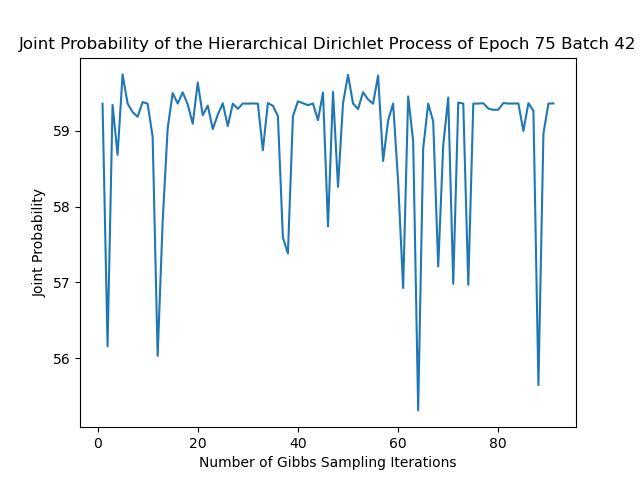 Joint Probability of the Hierarchical Dirichlet Process of Epoch 75 Batch 42
Joint Probability
59
58
57
56
0 20 40 60 80
Number of Gibbs Sampling Iterations